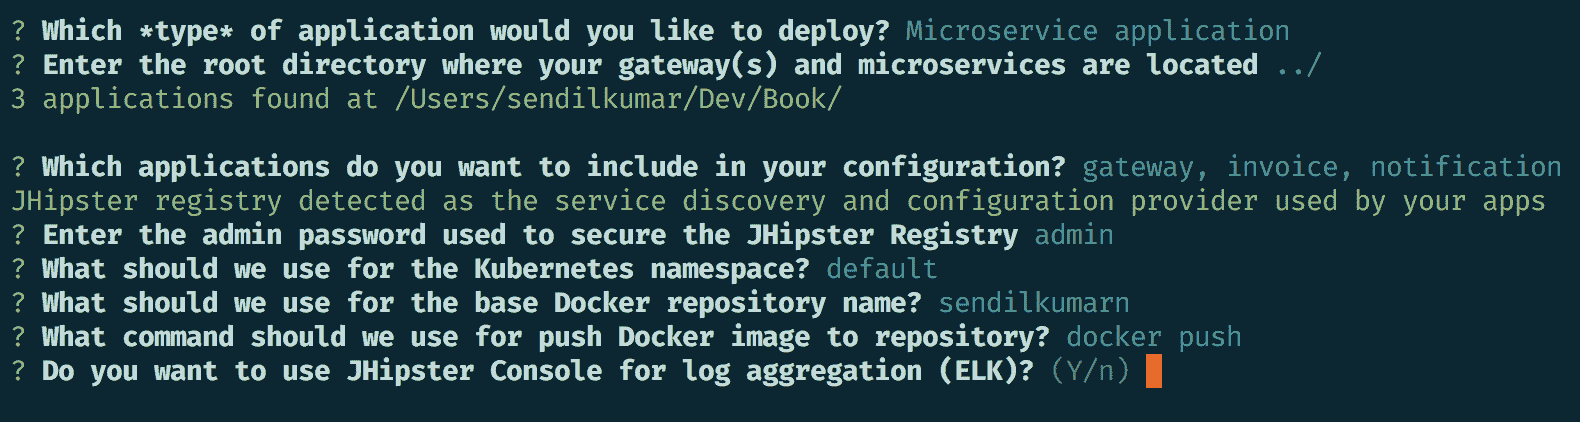 ? Which *type* of application would you like to deploy? Microservice application
? Enter the root directory where your gateway(s) and microservices are located ../
3 applications found at /Users/sendilkumar/Dev/Book/
? Which applications do you want to include in your configuration? gateway, invoice, notification
JHipster registry detected as the service discovery and configuration provider used by your apps
? Enter the admin password used to secure the JHipster Registry admin
? What should we use for the Kubernetes namespace? default
? What should we use for the base Docker repository name? sendilkumarn
? What command should we use for push Docker image to repository? docker push
? Do you want to use JHipster Console for log aggregation (ELK)? (Y/n)